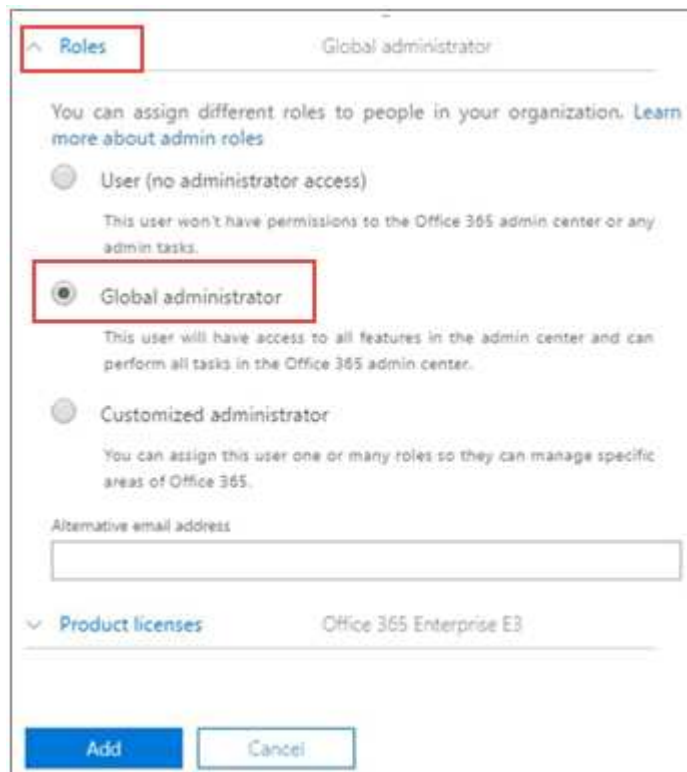 Roles Global administrator
You can assign different roles to people in your organization. Learn
more about admin roles
User (no administrator access)
This user won't have permissions to the Office 365 admin center or any
admin tasks.
Global administrator
This user will have access to all features in the admin center and can
perform all tasks in the Office 365 admin center.
Customized administrator
You can assign this user one or many roles so they can manage specific
areas of Office 365.
Alternative email address
Product licenses Office 365 Enterprise E3
Add Cancel